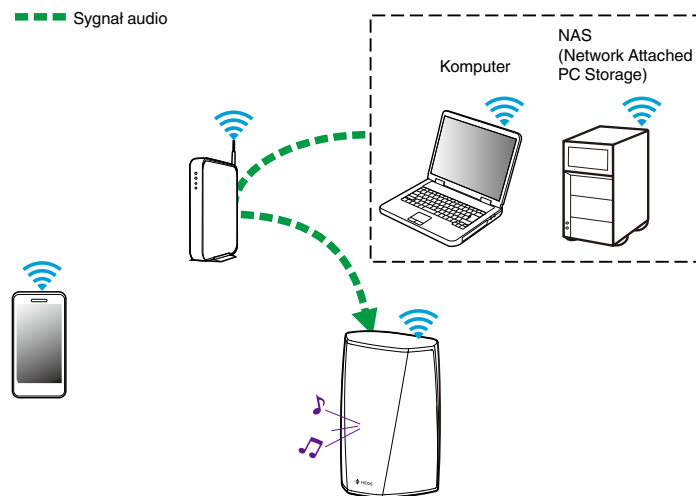 Sygnał audio
NAS
(Network Attached
PC Storage)
Komputer
HEOS